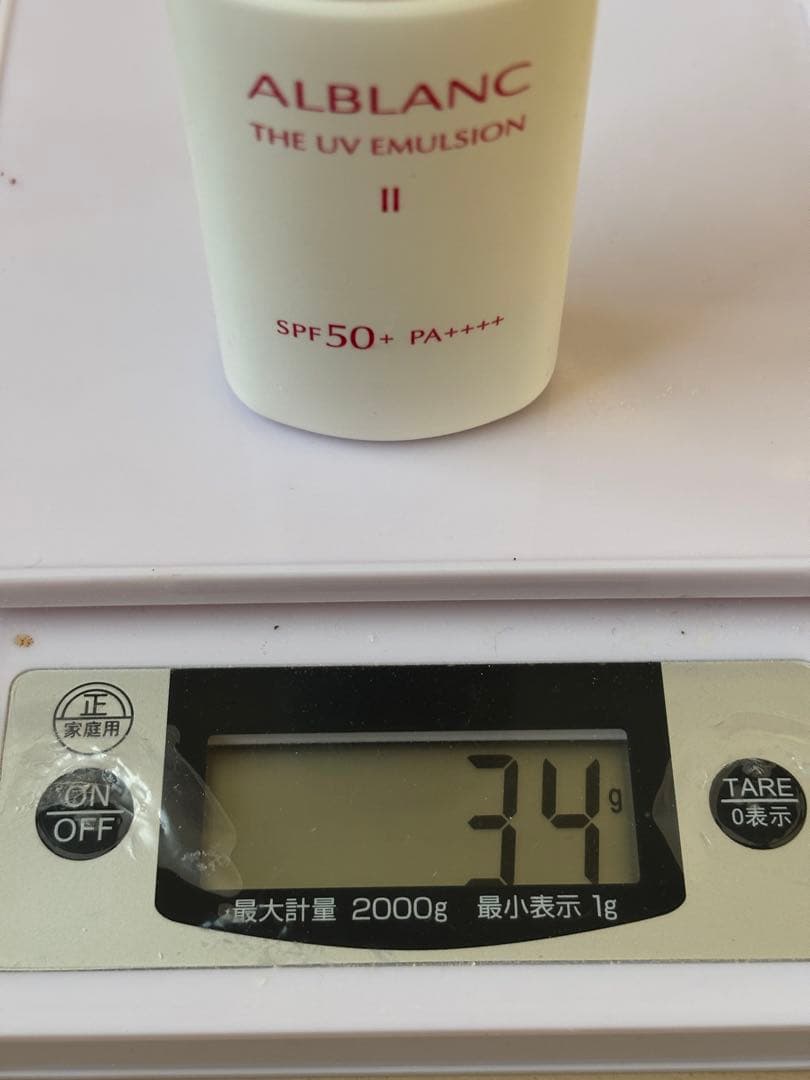 ALBLANC
THE UV EMULSION
II
SPF50+ PA++++
正
家庭用
ON
OFF
34g
TARE
0表示
最大計量 2000g 最小表示 1g